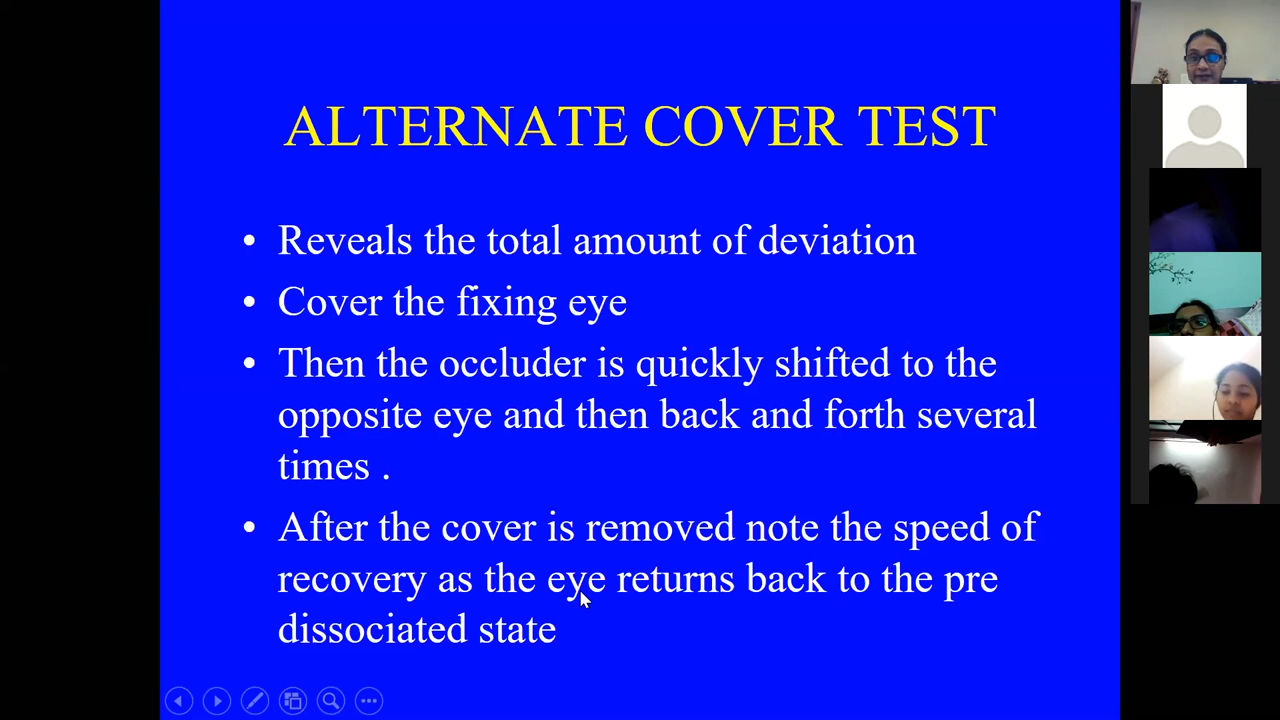 ALTERNATE COVER TEST
• Reveals the total amount of deviation
• Cover the fixing eye
• Then the occluder is quickly shifted to the
opposite eye and then back and forth several
times .
• After the cover is removed note the speed of
recovery as the eye returns back to the pre
dissociated state